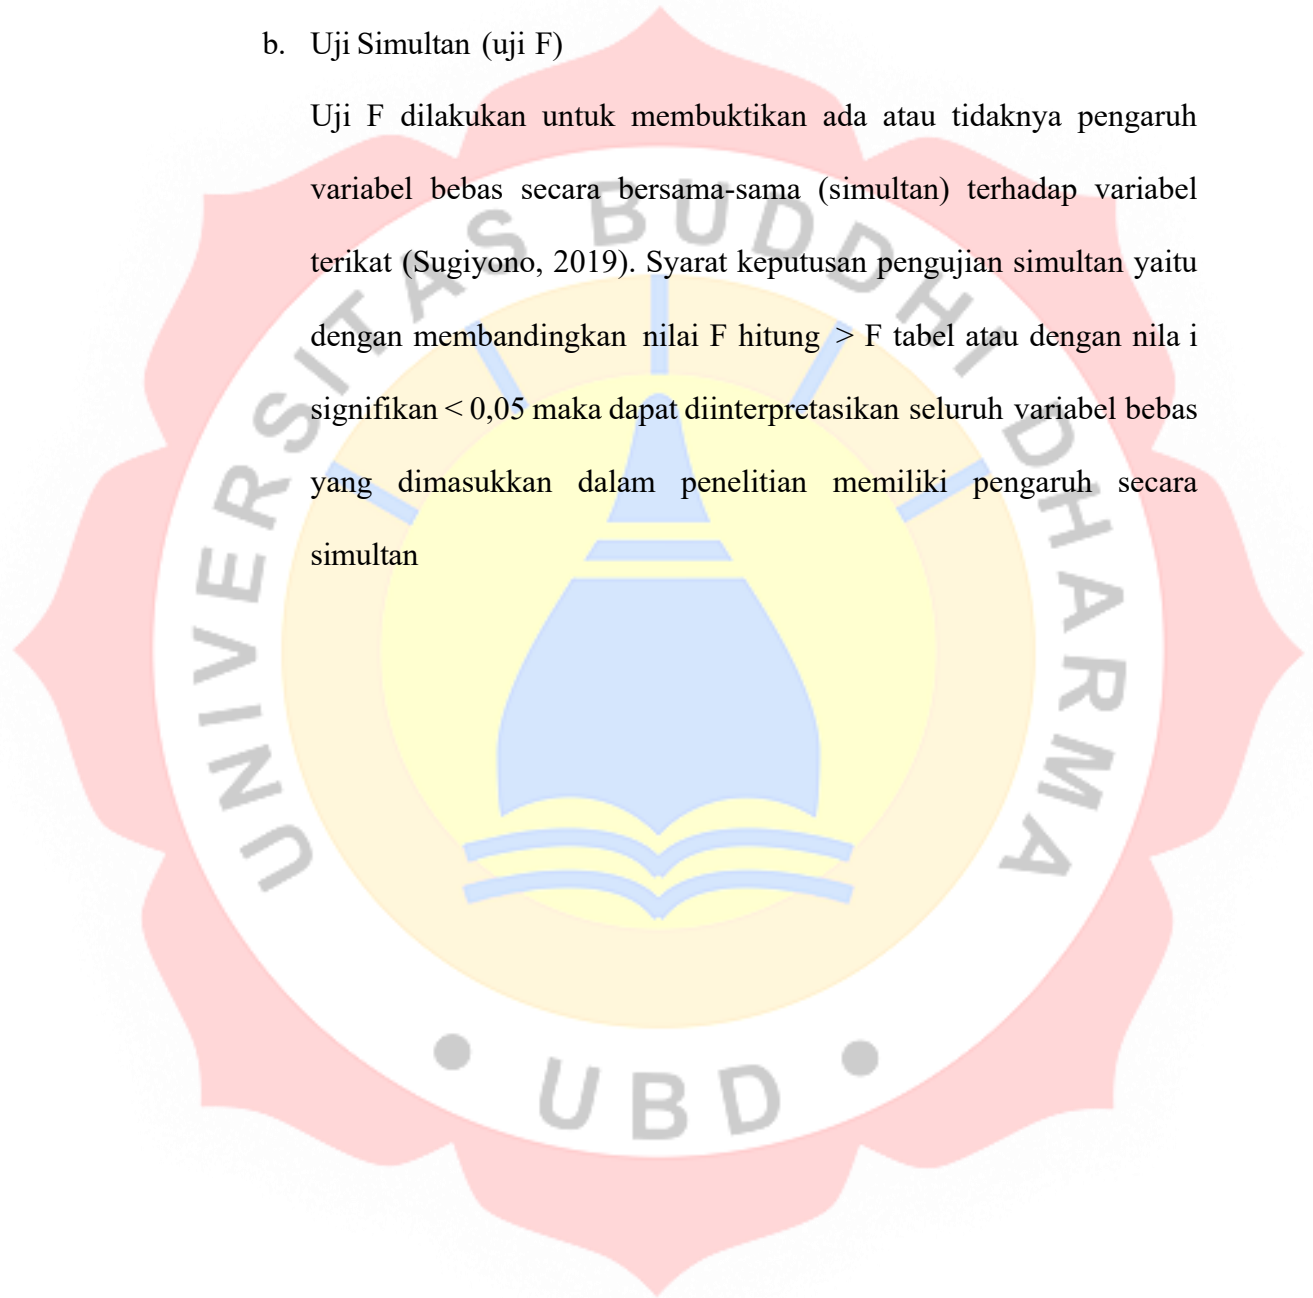 b. Uji Simultan (uji F)
Uji F dilakukan untuk membuktikan ada atau tidaknya pengaruh
variabel bebas secara bersama-sama (simultan) terhadap variabel
terikat (Sugiyono, 2019). Syarat keputusan pengujian simultan yaitu
dengan membandingkan nilai F hitung > F tabel atau dengan nila i
signifikan < 0,05 maka dapat diinterpretasikan seluruh variabel bebas
yang dimasukkan dalam penelitian memiliki pengaruh secara
simultan
UNIVERSITAS BUDDHI DHARMA
• UBD •